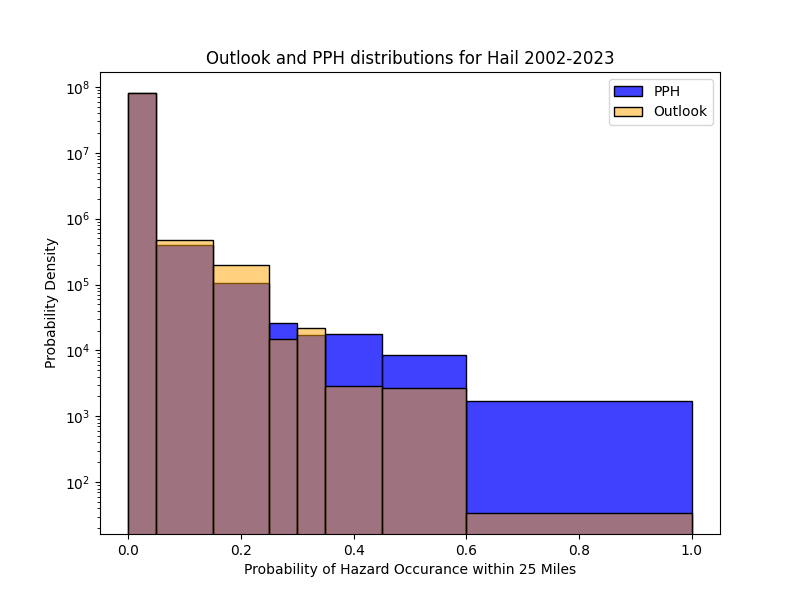 Outlook and PPH distributions for Hail 2002-2023
PPH
Outlook
Probability Density
10^8
10^7
10^6
10^5
10^4
10^3
10^2
0.0 0.2 0.4 0.6 0.8 1.0
Probability of Hazard Occurance within 25 Miles